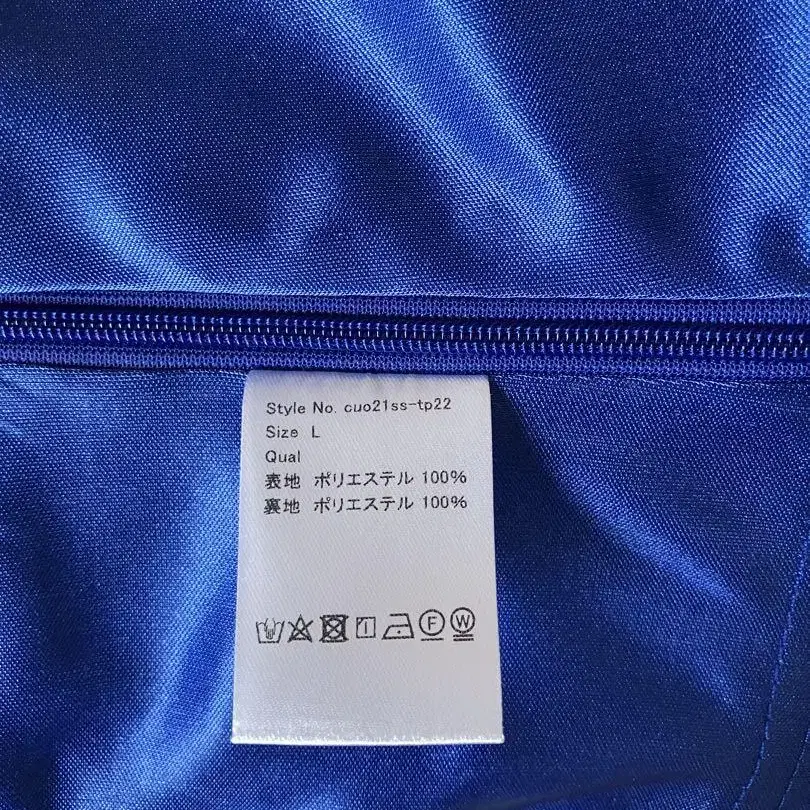 Style No. cuo21ss-tp22
Size L
Qual
表地 ポリエステル 100%
裏地 ポリエステル 100%
F W